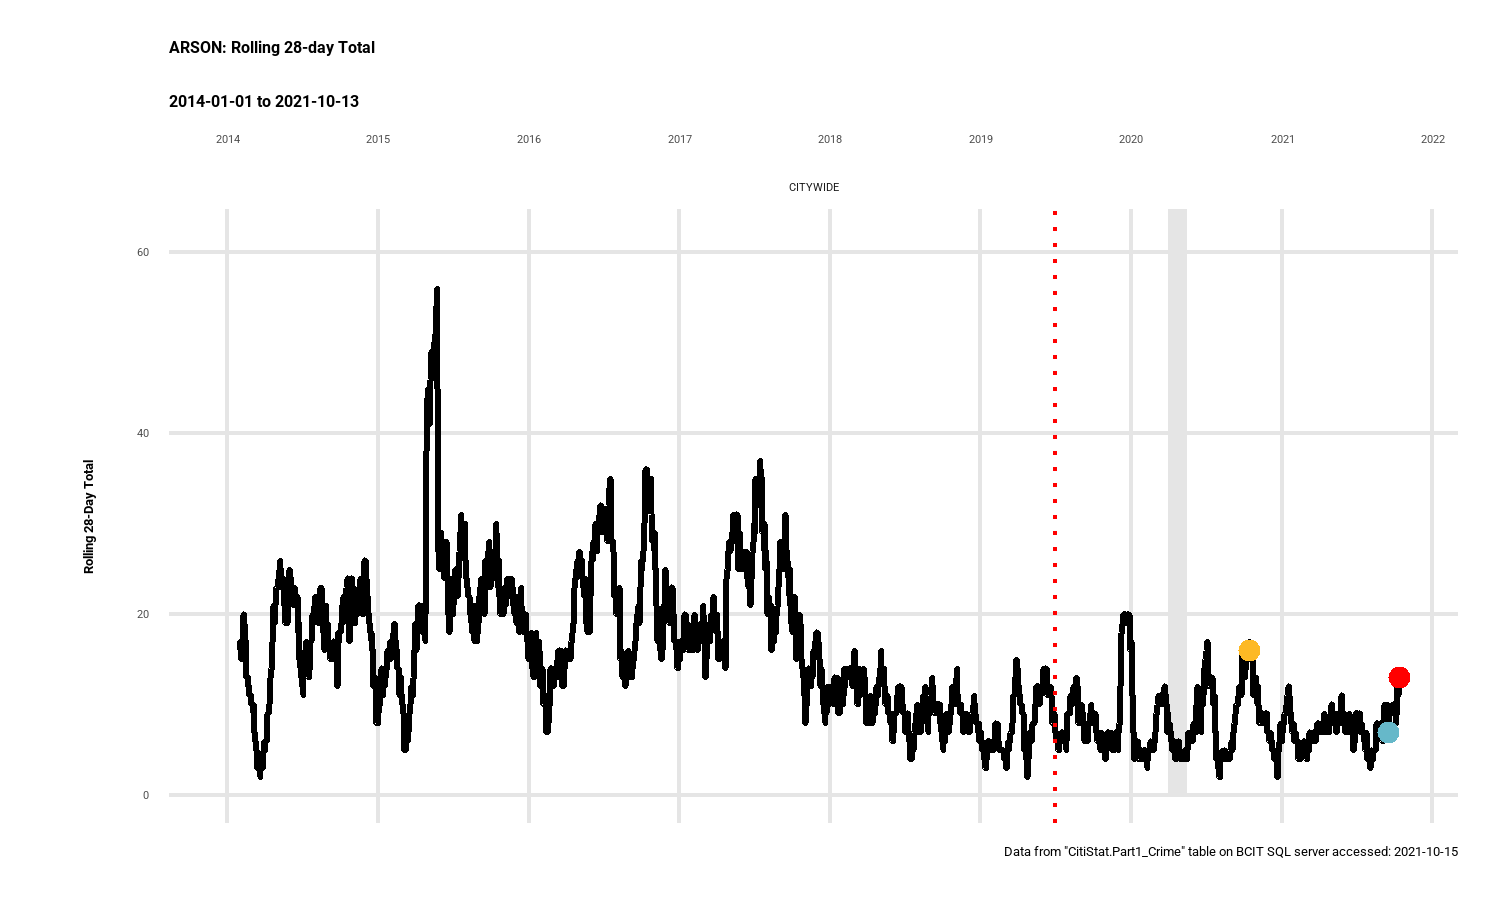 ARSON: Rolling 28-day Total
2014-01-01 to 2021-10-13
2014 2015 2016 2017 2018 2019 2020 2021 2022
CITYWIDE
60
40
20
0
Rolling 28-Day Total
Data from "CitiStat.Part1_Crime" table on BCIT SQL server accessed: 2021-10-15